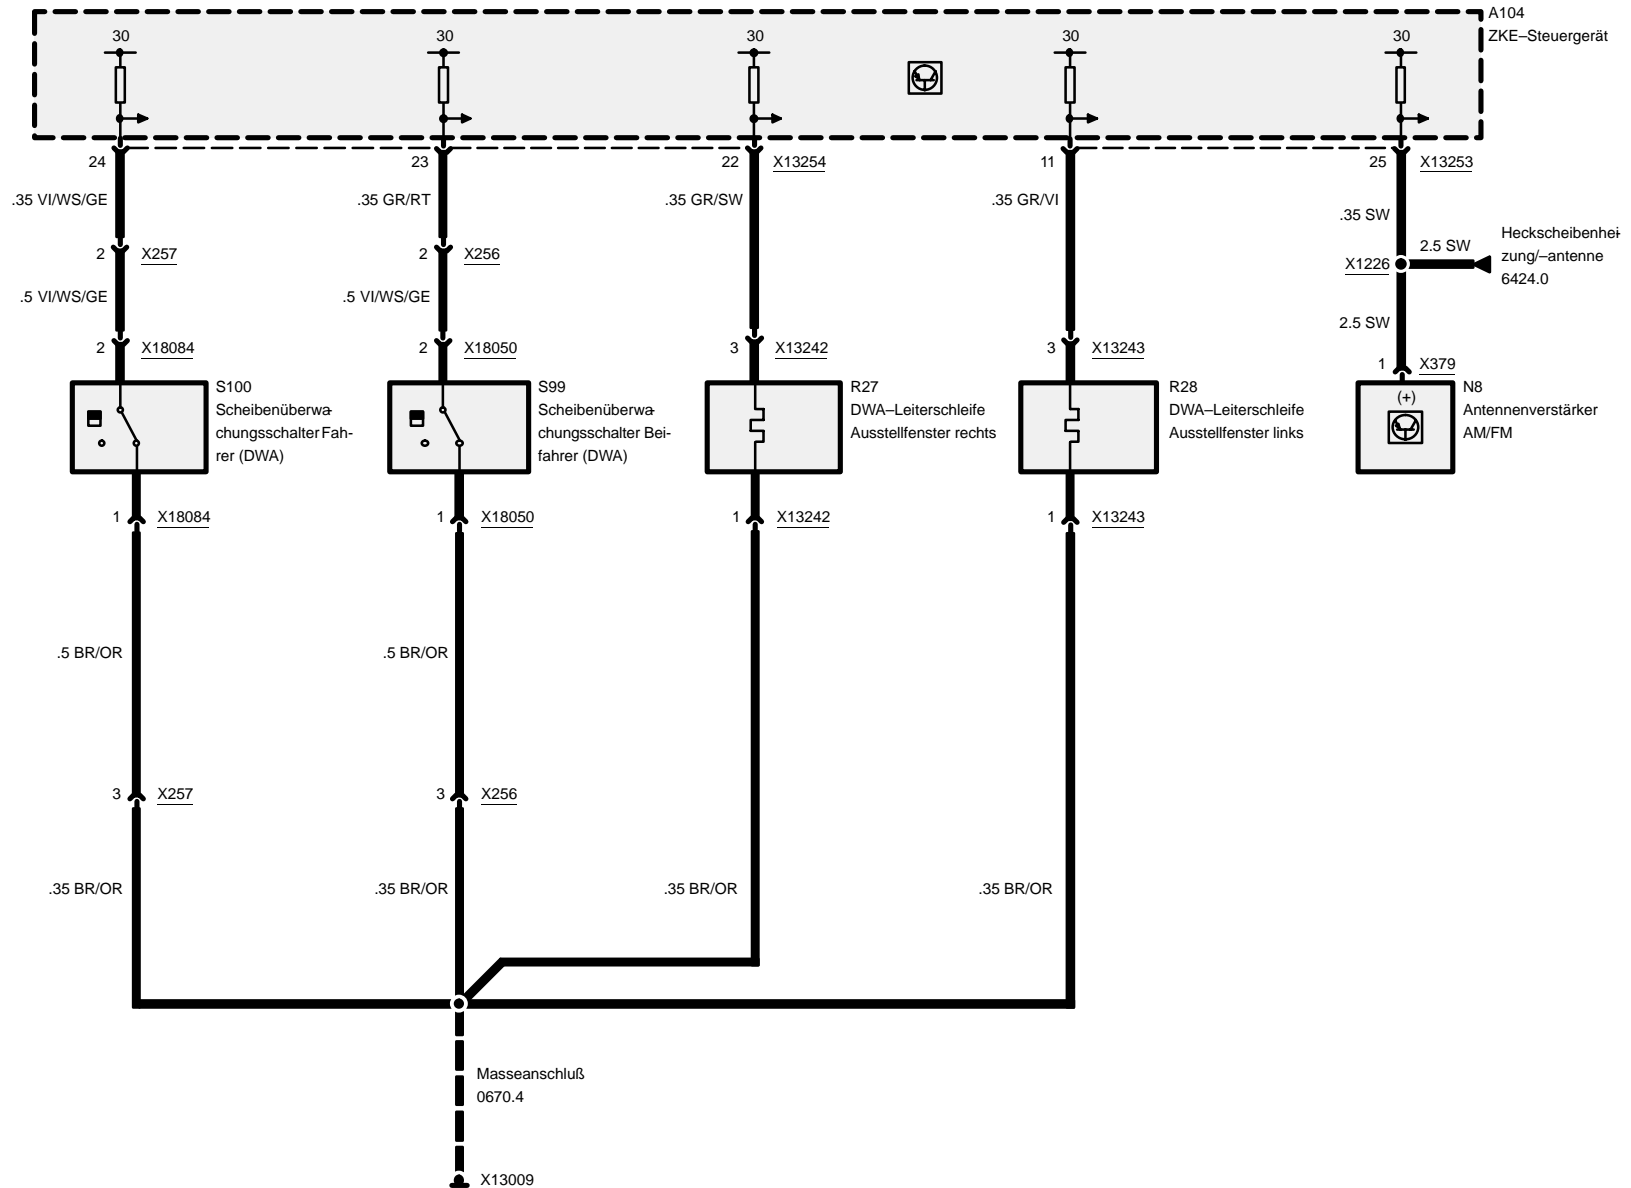 A104
ZKE–Steuergerät
30 30 30 30 30
24 23 22 X13254 11 25 X13253
.35 VI/WS/GE .35 GR/RT .35 GR/SW .35 GR/VI .35 SW
2 X257 2 X256
Heckscheibenhei-
zung/–antenne
6424.0
X1226 2.5 SW
.5 VI/WS/GE .5 VI/WS/GE 2.5 SW
2 X18084 2 X18050 3 X13242 3 X13243 1 X379
S100
Scheibenüberwa-
chungsschalter Fah-
rer (DWA)
S99
Scheibenüberwa-
chungsschalter Bei-
fahrer (DWA)
R27
DWA–Leiterschleife
Ausstellfenster rechts
R28
DWA–Leiterschleife
Ausstellfenster links
(+)
N8
Antennenverstärker
AM/FM
1 X18084 1 X18050 1 X13242 1 X13243
.5 BR/OR .5 BR/OR
3 X257 3 X256
.35 BR/OR .35 BR/OR .35 BR/OR .35 BR/OR
Masseanschluß
0670.4
X13009